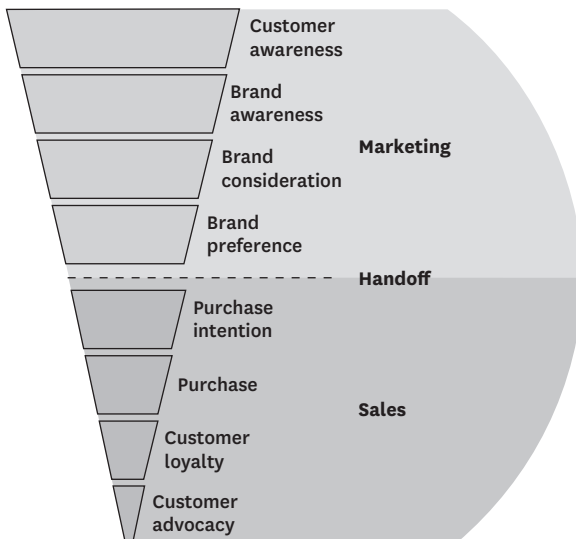 Customer
awareness
Brand
awareness
Marketing
Brand
consideration
Brand
preference
Handoff
Purchase
intention
Purchase
Sales
Customer
loyalty
Customer
advocacy